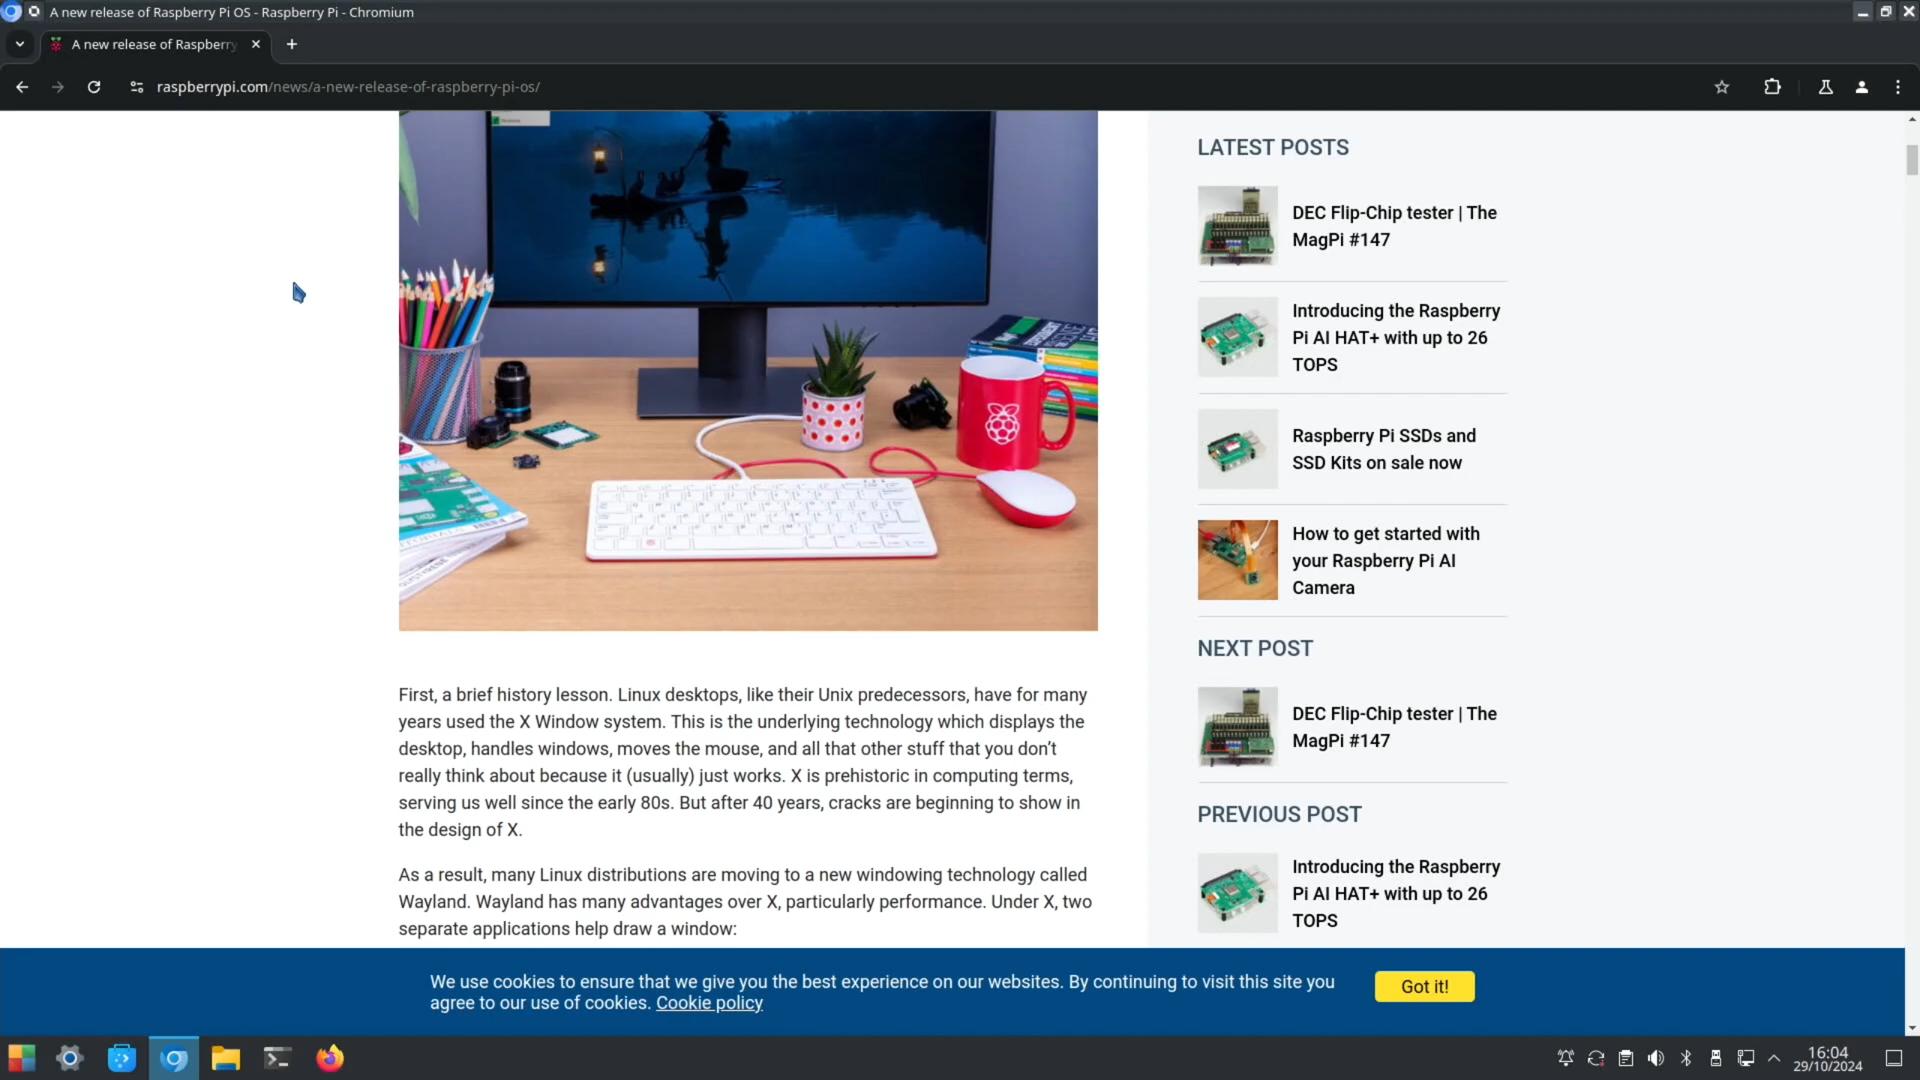 A new release of Raspberry Pi OS - Raspberry Pi - Chromium
A new release of Raspberry
raspberrypi.com/news/a-new-release-of-raspberry-pi-os/
First, a brief history lesson. Linux desktops, like their Unix predecessors, have for many
years used the X Window system. This is the underlying technology which displays the
desktop, handles windows, moves the mouse, and all that other stuff that you don’t
really think about because it (usually) just works. X is prehistoric in computing terms,
serving us well since the early 80s. But after 40 years, cracks are beginning to show in
the design of X.
As a result, many Linux distributions are moving to a new windowing technology called
Wayland. Wayland has many advantages over X, particularly performance. Under X, two
separate applications help draw a window:
LATEST POSTS
DEC Flip-Chip tester | The
MagPi #147
Introducing the Raspberry
Pi AI HAT+ with up to 26
TOPS
Raspberry Pi SSDs and
SSD Kits on sale now
How to get started with
your Raspberry Pi AI
Camera
NEXT POST
DEC Flip-Chip tester | The
MagPi #147
PREVIOUS POST
Introducing the Raspberry
Pi AI HAT+ with up to 26
TOPS
We use cookies to ensure that we give you the best experience on our websites. By continuing to visit this site you
agree to our use of cookies. Cookie policy
Got it!
16:04
29/10/2024